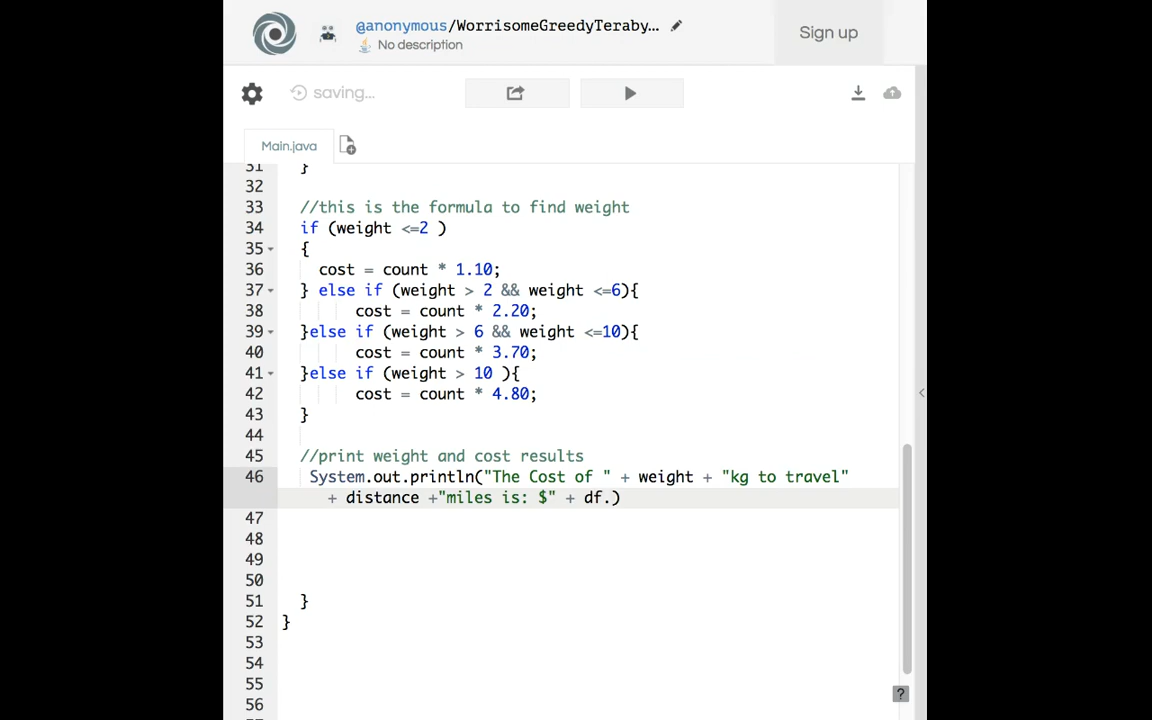 @anonymous/WorrisomeGreedyTeraby...
No description
Sign up
saving...
Main.java
31 }
32
33 //this is the formula to find weight
34 if (weight <=2 )
35 {
36 cost = count * 1.10;
37 } else if (weight > 2 && weight <=6){
38 cost = count * 2.20;
39 }else if (weight > 6 && weight <=10){
40 cost = count * 3.70;
41 }else if (weight > 10 ){
42 cost = count * 4.80;
43 }
44
45 //print weight and cost results
46 System.out.println("The Cost of " + weight + "kg to travel"
+ distance +"miles is: $" + df.)
47
48
49
50
51 }
52 }
53
54
55
56
?